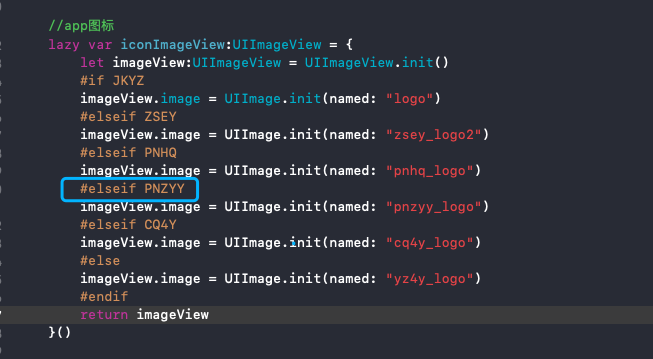 //app图标
lazy var iconImageView:UIImageView = {
let imageView:UIImageView = UIImageView.init()
#if JKYZ
imageView.image = UIImage.init(named: "logo")
#elseif ZSEY
imageView.image = UIImage.init(named: "zsey_logo2")
#elseif PNHQ
imageView.image = UIImage.init(named: "pnhq_logo")
#elseif PNZYY
imageView.image = UIImage.init(named: "pnzyy_logo")
#elseif CQ4Y
imageView.image = UIImage.init(named: "cq4y_logo")
#else
imageView.image = UIImage.init(named: "yz4y_logo")
#endif
return imageView
}()